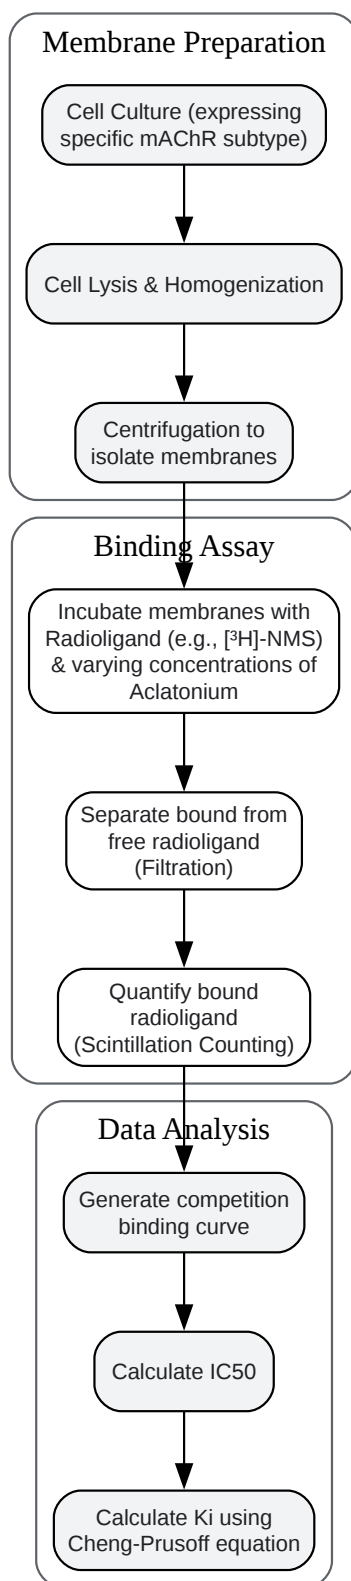 Membrane Preparation
Cell Culture (expressing
specific mAChR subtype)
Cell Lysis & Homogenization
Centrifugation to
isolate membranes
Binding Assay
Incubate membranes with
Radioligand (e.g., [³H]-NMS)
& varying concentrations of
Aclatonium
Separate bound from
free radioligand
(Filtration)
Quantify bound
radioligand
(Scintillation Counting)
Data Analysis
Generate competition
binding curve
Calculate IC50
Calculate Ki using
Cheng-Prusoff equation